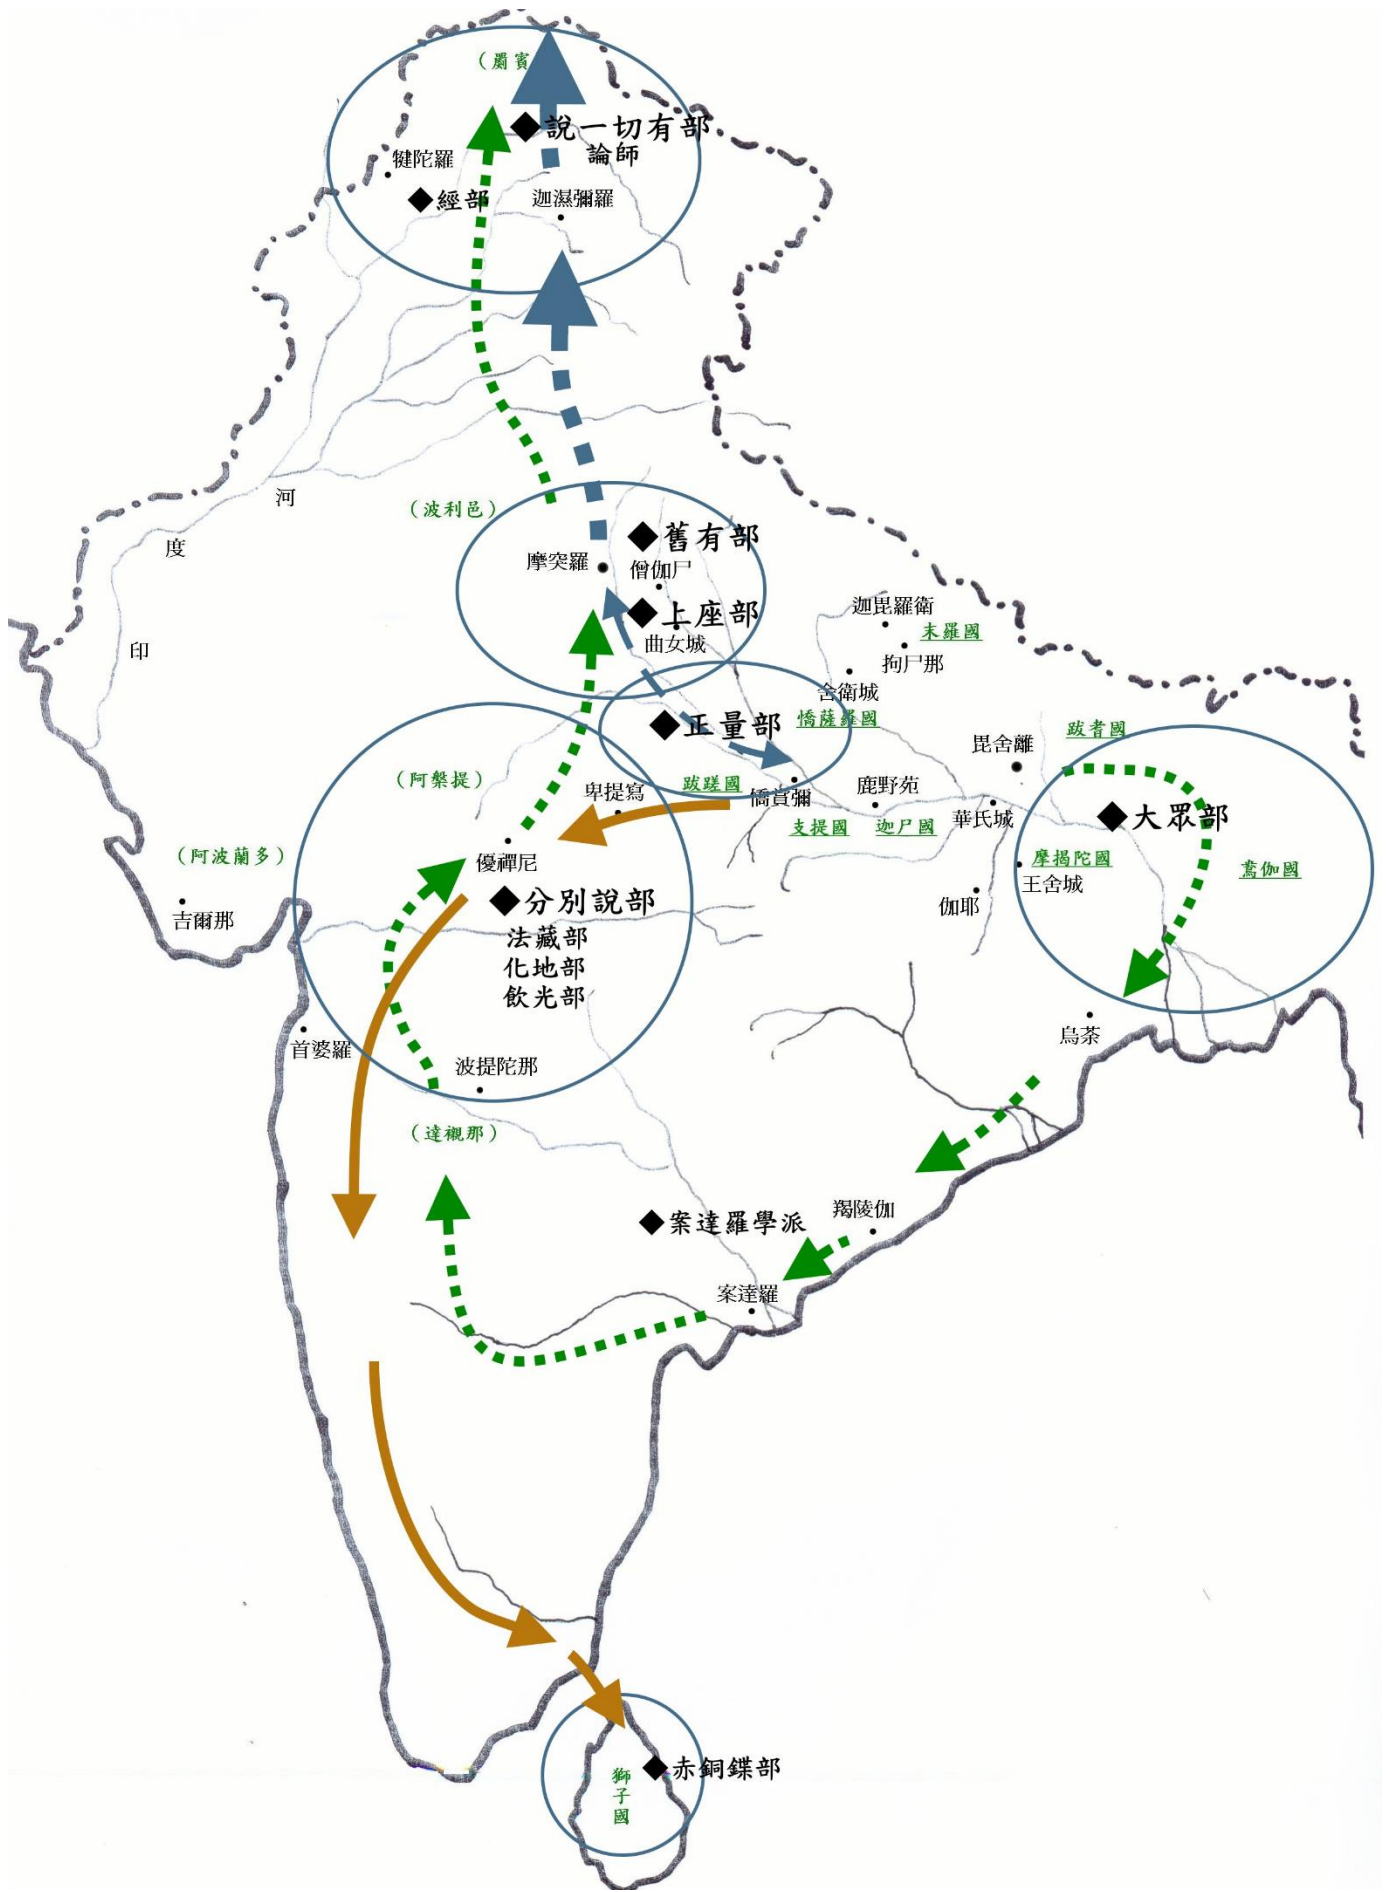 （罽賓
說一切有部
論師
犍陀羅
經部
迦濕彌羅
河
度
印
（波利邑）
舊有部
摩突羅
僧伽尸
上座部
曲女城
迦毘羅衛
末羅國
拘尸那
舍衛城
正量部
憍薩羅國
跋耆國
毘舍離
（阿槃提）
跋蹉國
卑提寫
憍賞彌
鹿野苑
支提國
迦尸國
華氏城
大眾部
（阿波蘭多）
優禪尼
摩揭陀國
王舍城
鴦伽國
伽耶
吉爾那
分別說部
法藏部
化地部
飲光部
首婆羅
波提陀那
烏荼
（達襯那）
案達羅學派
羯陵伽
案達羅
赤銅鍱部
獅子國